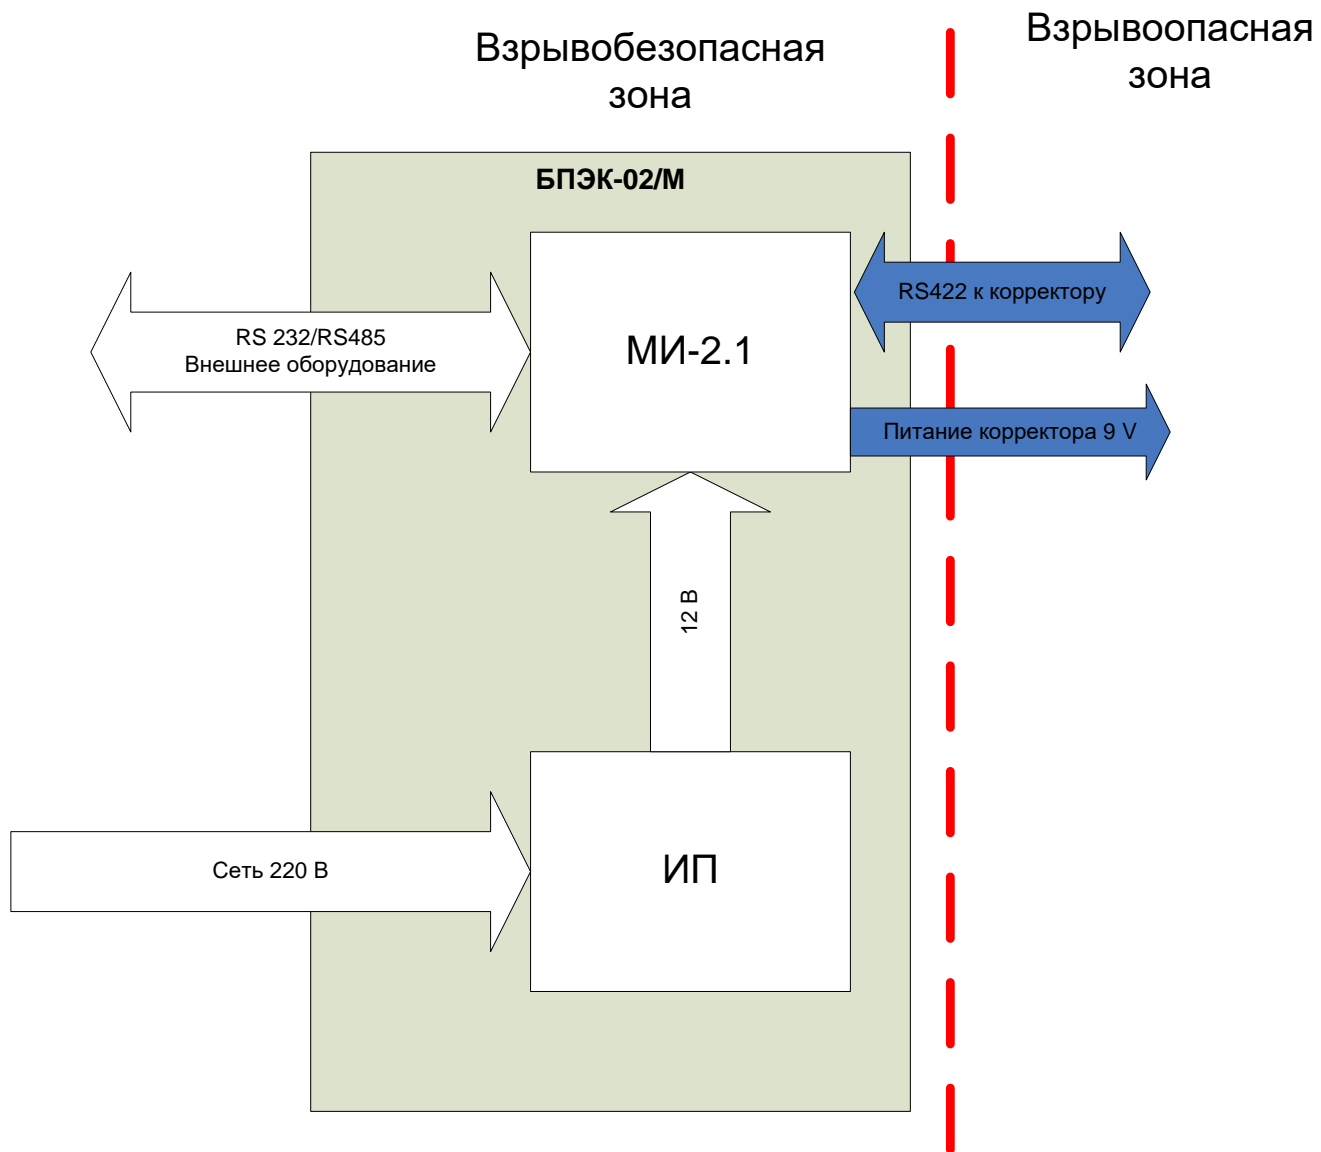 Взрывобезопасная
зона
Взрывоопасная
зона
БПЭК-02/М
RS422 к корректору
RS 232/RS485
Внешнее оборудование
МИ-2.1
Питание корректора 9 V
12 В
Сеть 220 В
ИП